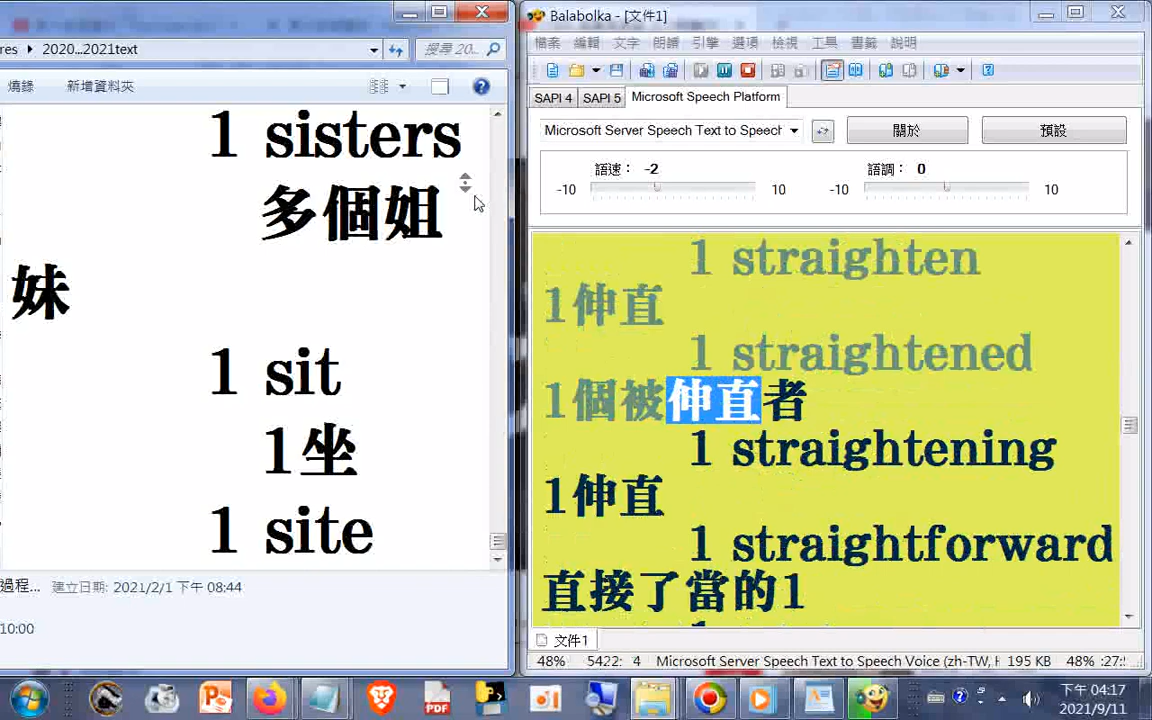 res ▸ 2020...2021text
搜尋 20...
燒錄 新增資料夾
1 sisters
多個姐
妹
1 sit
1坐
1 site
過程... 建立日期: 2021/2/1 下午 08:44
10:00
Balabolka - [文件1]
檔案 編輯 文字 朗讀 引擎 選項 檢視 工具 書籤 說明
SAPI 4 SAPI 5 Microsoft Speech Platform
Microsoft Server Speech Text to Speech 關於 預設
語速： -2 語調： 0
-10 10 -10 10
1 straighten
1伸直
1 straightened
1個被伸直者
1 straightening
1伸直
1 straightforward
直接了當的1
文件1
48% 5422: 4 Microsoft Server Speech Text to Speech Voice (zh-TW, H 195 KB 48%
下午 04:17
2021/9/11